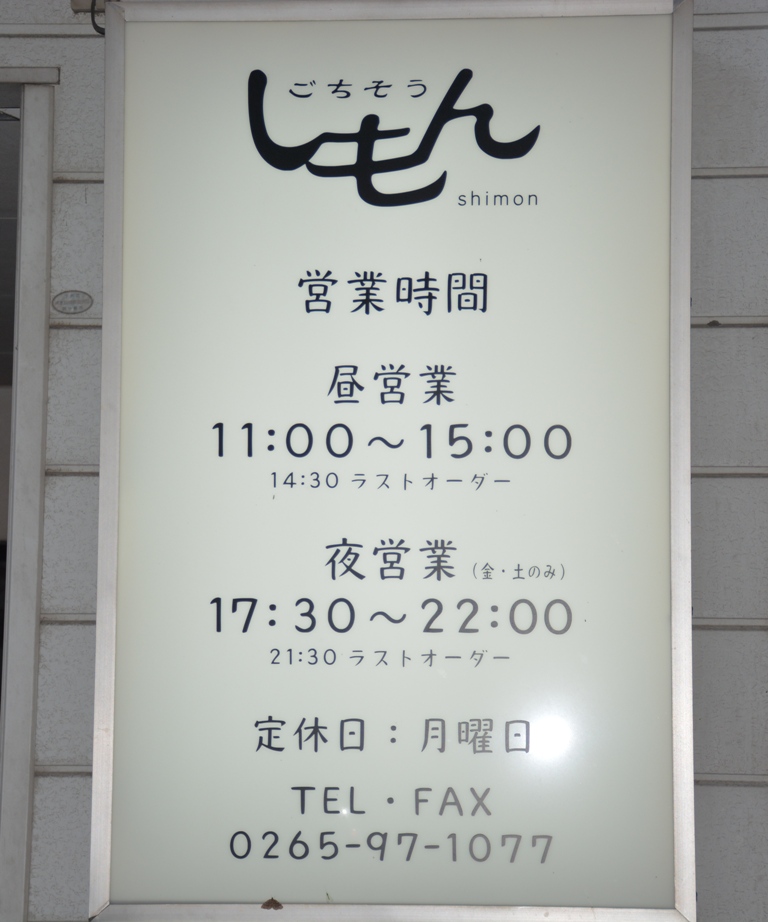 ごちそう
しもん
shimon
営業時間
昼営業
11:00〜15:00
14:30 ラストオーダー
夜営業 (金・土のみ)
17:30〜22:00
21:30 ラストオーダー
定休日：月曜日
TEL・FAX
0265-97-1077